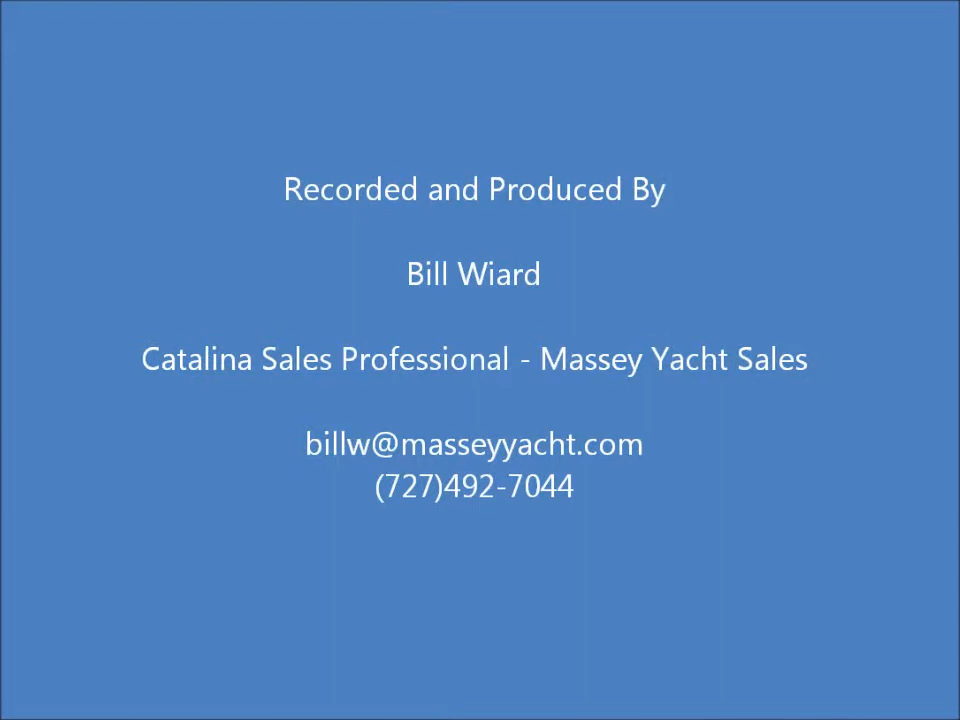 Recorded and Produced By
Bill Wiard
Catalina Sales Professional - Massey Yacht Sales
billw@masseyyacht.com
(727)492-7044